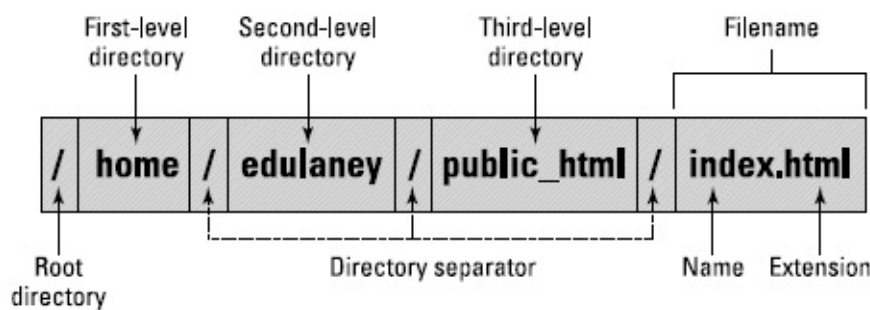 First-level directory
Second-level directory
Third-level directory
Filename
/ home / edulaney / public_html / index.html
Root directory
Directory separator
Name
Extension